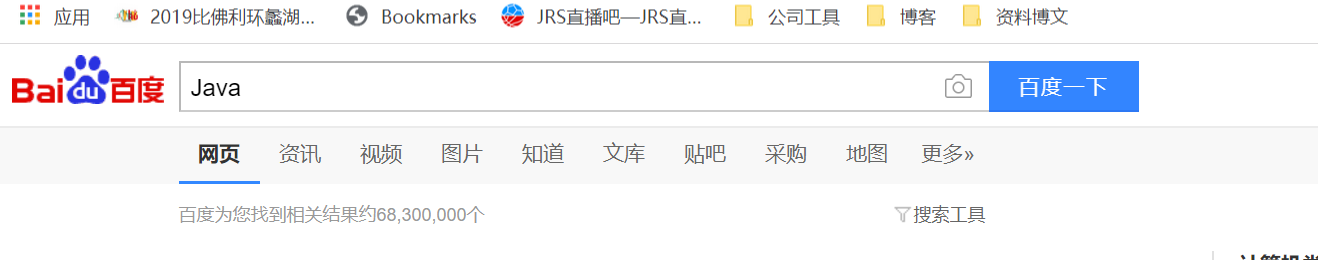 应用 2019比佛利环蠡湖... Bookmarks JRS直播吧—JRS直... 公司工具 博客 资料博文
Bai du 百度 Java 百度一下
网页 资讯 视频 图片 知道 文库 贴吧 采购 地图 更多»
百度为您找到相关结果约68,300,000个 搜索工具